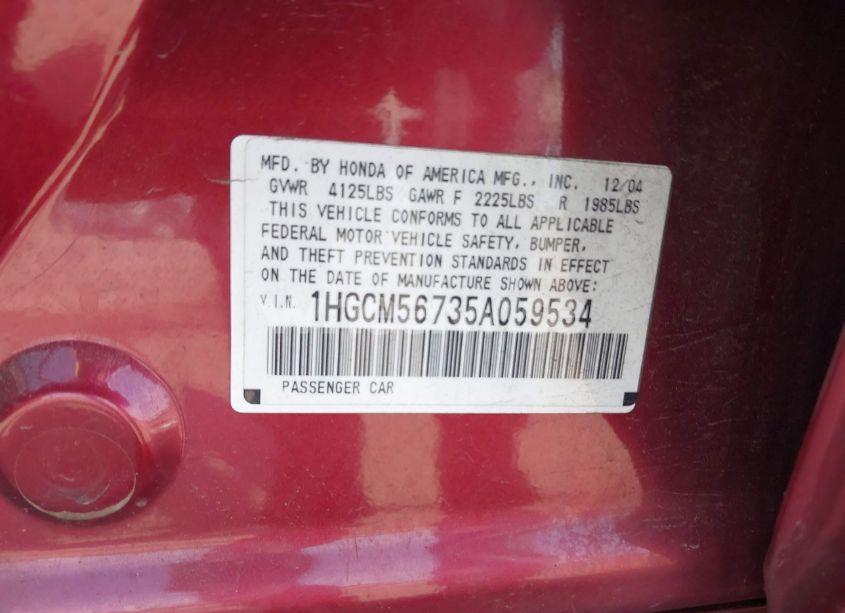 MFD. BY HONDA OF AMERICA MFG., INC. 12/04
GVWR 4125LBS GAWR F 2225LBS R 1985LBS
THIS VEHICLE CONFORMS TO ALL APPLICABLE
FEDERAL MOTOR VEHICLE SAFETY, BUMPER,
AND THEFT PREVENTION STANDARDS IN EFFECT
ON THE DATE OF MANUFACTURE SHOWN ABOVE:
V.I.N. 1HGCM56735A059534
PASSENGER CAR